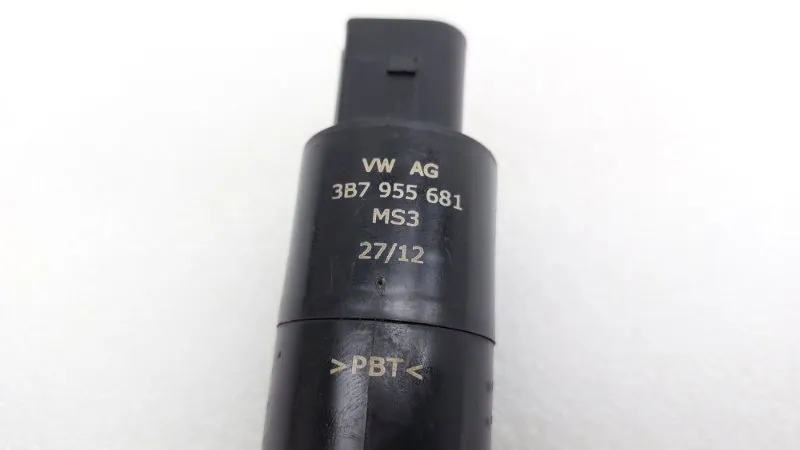 VW AG
3B7 955 681
MS3
27/12
>PBT<